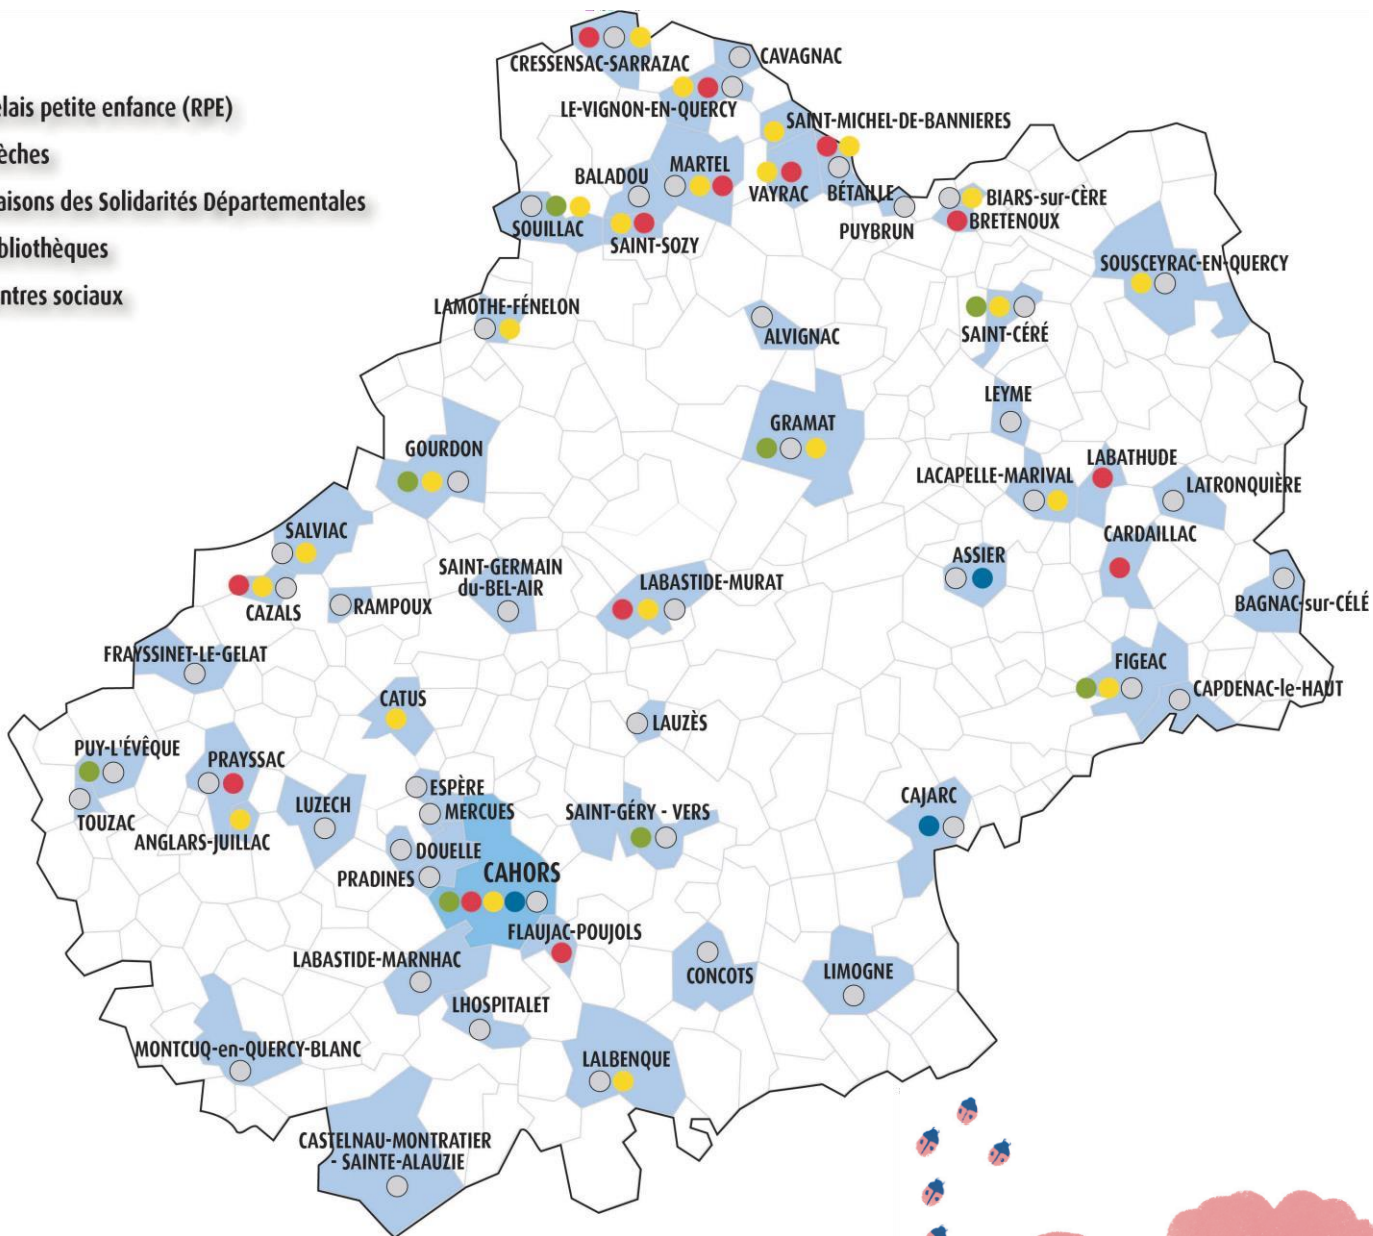 elais petite enfance (RPE)
èches
aisons des Solidarités Départementales
bliothèques
ntres sociaux
CRESSENSAC-SARRAZAC
CAVAGNAC
LE-VIGNON-EN-QUERCY
SAINT-MICHEL-DE-BANNIERES
MARTEL
BALADOU
VAYRAC
BÉTAILLE
BIARS-sur-CÈRE
SOUILLAC
SAINT-SOZY
PUYBRUN
BRETENOUX
SOUSCEYRAC-EN-QUERCY
LAMOTHE-FÉNELON
ALVIGNAC
SAINT-CÉRÉ
LEYME
GRAMAT
GOURDON
LABATHUDE
LACAPELLE-MARIVAL
LATRONQUIÈRE
SALVIAC
CARDAILLAC
SAINT-GERMAIN
du-BEL-AIR
ASSIER
LABASTIDE-MURAT
CAZALS
RAMPOUX
BAGNAC-sur-CÉLÉ
FRAYSSINET-LE-GELAT
FIGEAC
CAPDENAC-le-HAUT
CATUS
LAUZÈS
PUY-L'ÉVÊQUE
PRAYSSAC
ESPÈRE
CAJARC
LUZECH
MERCUES
SAINT-GÉRY - VERS
TOUZAC
ANGLARS-JUILLAC
DOUELLE
PRADINES
CAHORS
FLAUJAC-POUJOLS
LABASTIDE-MARNHAC
CONCOTS
LIMOGNE
LHOSPITALET
MONTCUQ-en-QUERCY-BLANC
LALBENQUE
CASTELNAU-MONTRATIER
- SAINTE-ALAUZIE